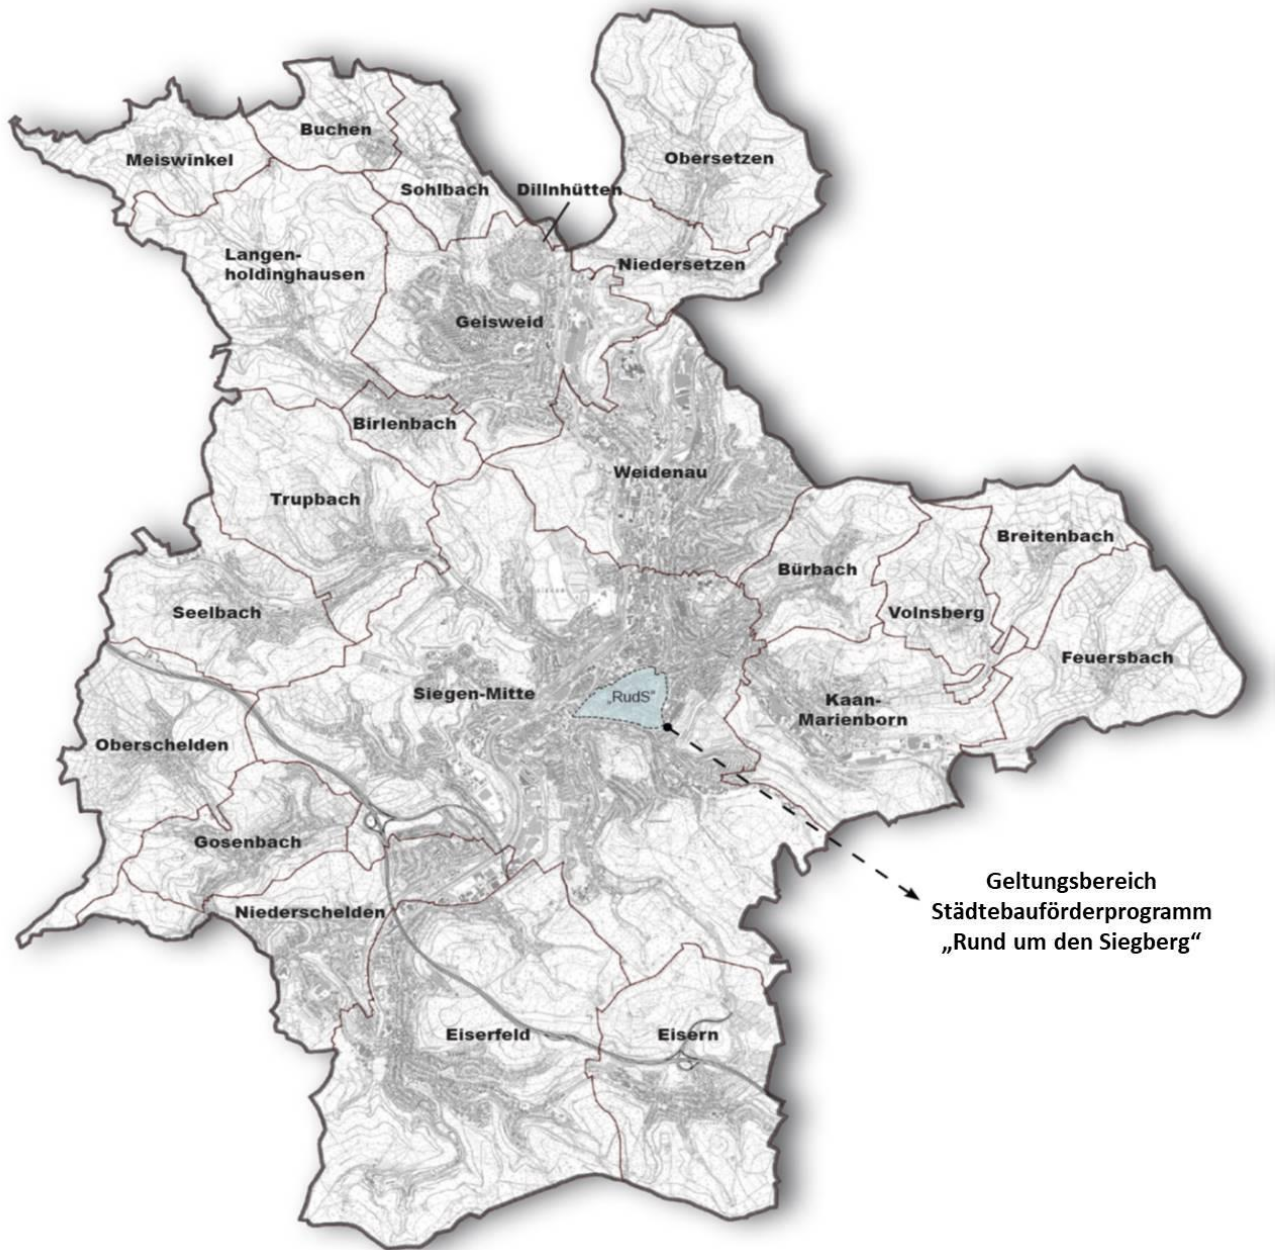 Buchen
Meiswinkel
Obersetzen
Sohlbach
Dillnhütten
Langen-
holdinghausen
Niedersetzen
Geisweid
Birlenbach
Weidenau
Trupbach
Breitenbach
Bürbach
Seelbach
Volnsberg
Feuersbach
Siegen-Mitte
„RudS“
Kaan-
Marienborn
Oberschelden
Gosenbach
Geltungsbereich
Städtebauförderprogramm
„Rund um den Siegberg“
Niederschelden
Eiserfeld
Eisern